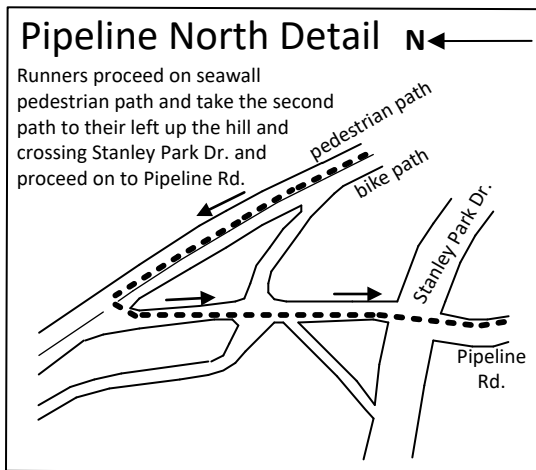 Pipeline North Detail
N
Runners proceed on seawall
pedestrian path and take the second
path to their left up the hill and
crossing Stanley Park Dr. and
proceed on to Pipeline Rd.
pedestrian path
bike path
Stanley Park Dr.
Pipeline
Rd.